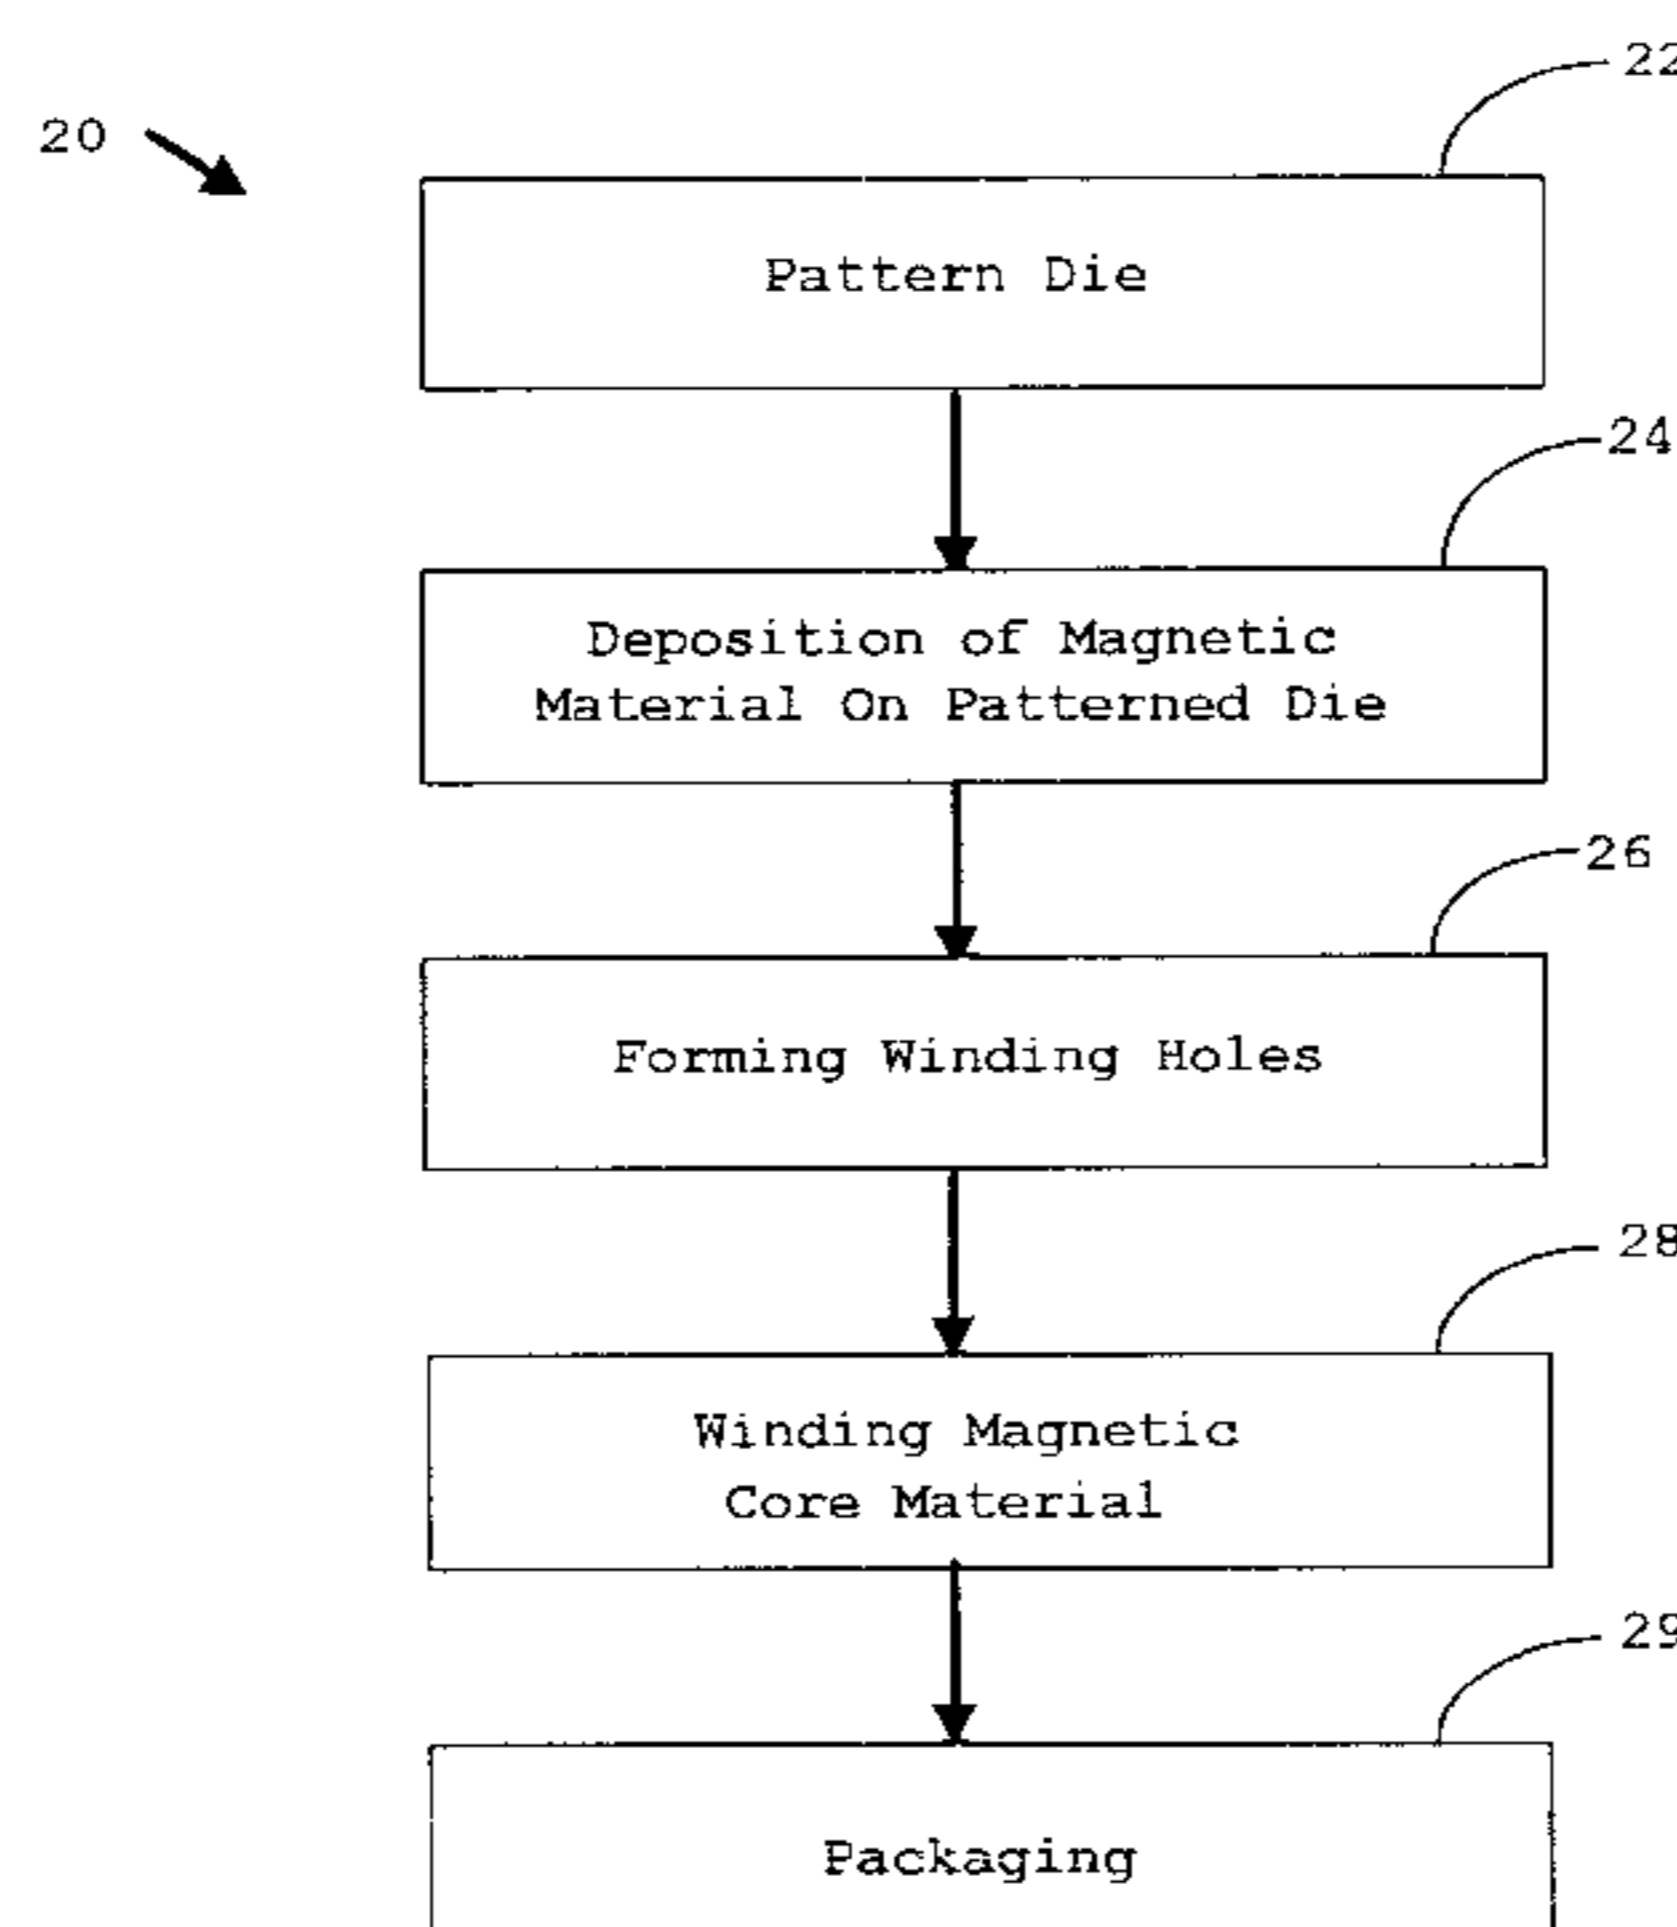 22
20
Pattern Die
24
Deposition of Magnetic
Material On Patterned Die
26
Forming Winding Holes
28
Winding Magnetic
Core Material
29
Packaging